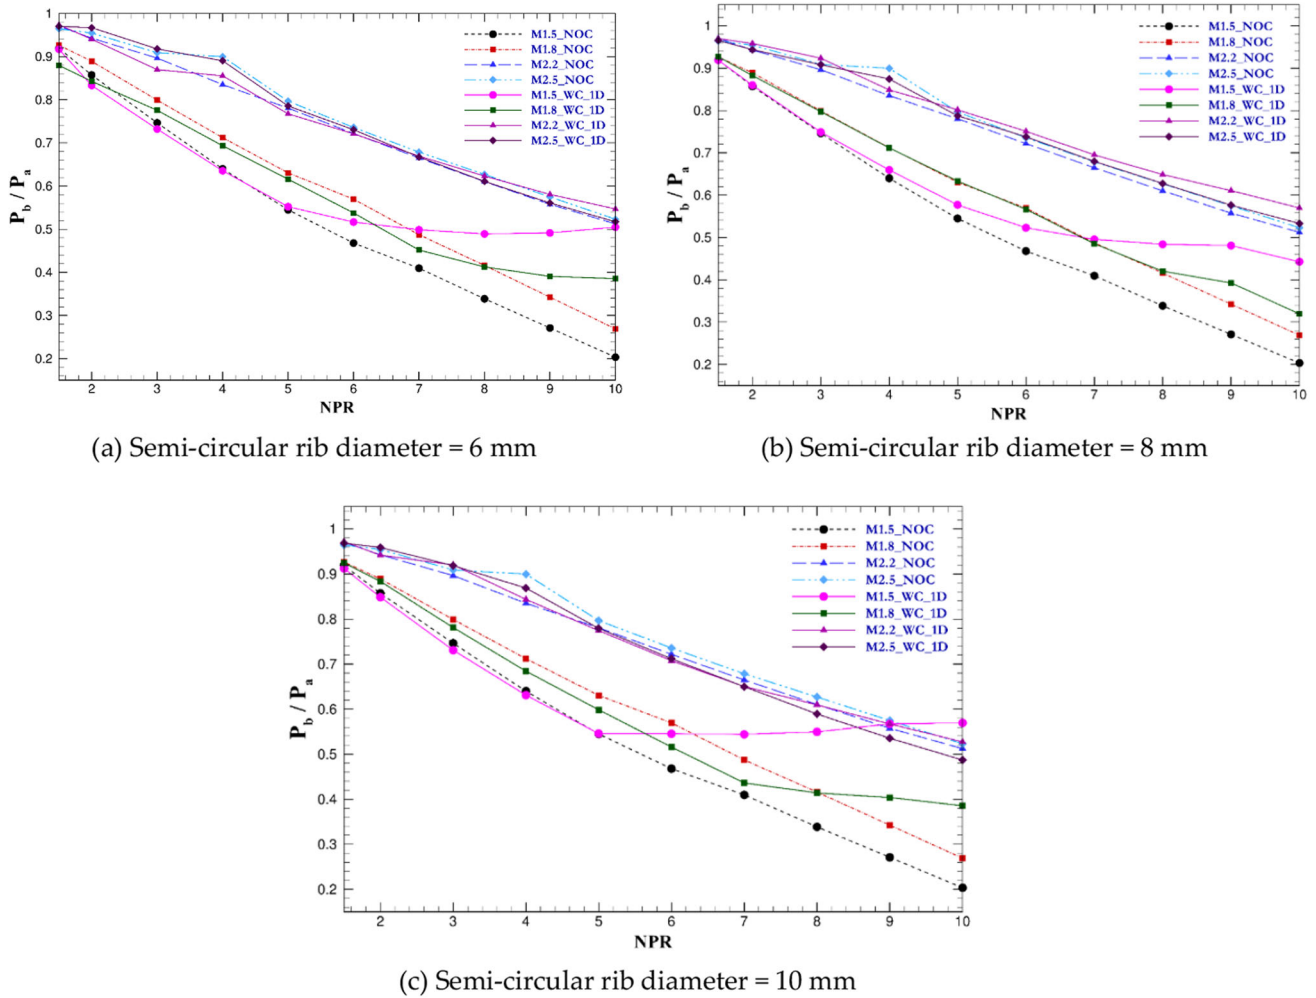 1
0.9
0.8
0.7
0.6
0.5
0.4
0.3
0.2
P_b / P_a
M1.5_NOC
M1.8_NOC
M2.2_NOC
M2.5_NOC
M1.5_WC_1D
M1.8_WC_1D
M2.2_WC_1D
M2.5_WC_1D
2 3 4 5 6 7 8 9 10
NPR
(a) Semi-circular rib diameter = 6 mm
1
0.9
0.8
0.7
0.6
0.5
0.4
0.3
0.2
P_b / P_a
M1.5_NOC
M1.8_NOC
M2.2_NOC
M2.5_NOC
M1.5_WC_1D
M1.8_WC_1D
M2.2_WC_1D
M2.5_WC_1D
2 3 4 5 6 7 8 9 10
NPR
(b) Semi-circular rib diameter = 8 mm
1
0.9
0.8
0.7
0.6
0.5
0.4
0.3
0.2
P_b / P_a
M1.5_NOC
M1.8_NOC
M2.2_NOC
M2.5_NOC
M1.5_WC_1D
M1.8_WC_1D
M2.2_WC_1D
M2.5_WC_1D
2 3 4 5 6 7 8 9 10
NPR
(c) Semi-circular rib diameter = 10 mm